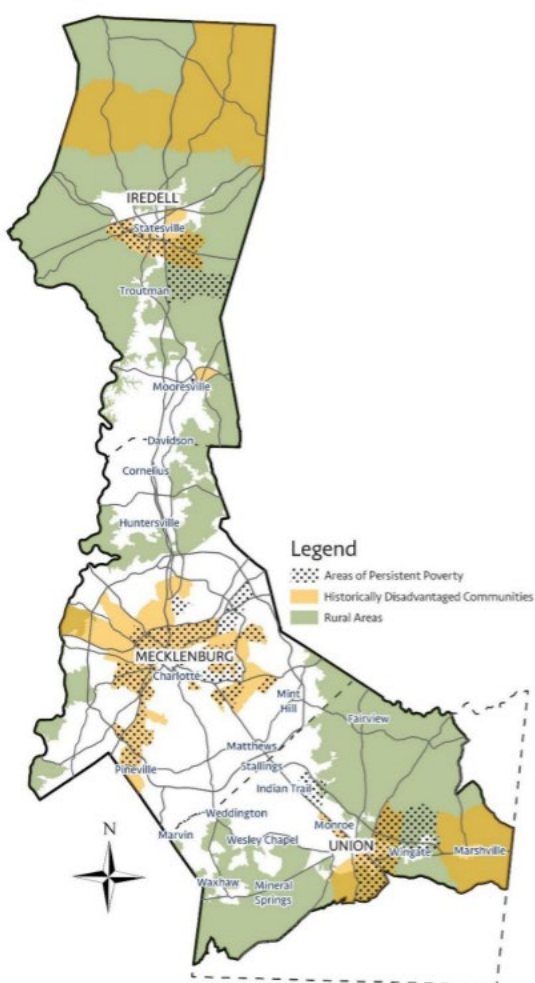 IREDELL
Statesville
Troutman
Mooresville
Davidson
Cornelius
Huntersville
Legend
Areas of Persistent Poverty
Historically Disadvantaged Communities
Rural Areas
MECKLENBURG
Charlotte
Mint
Hill
Fairview
Matthews
Stallings
Pineville
Indian Trail
Weddington
N
Marvin
Monroe
Wesley Chapel
UNION
Wingate
Marshville
Waxhaw
Mineral
Springs